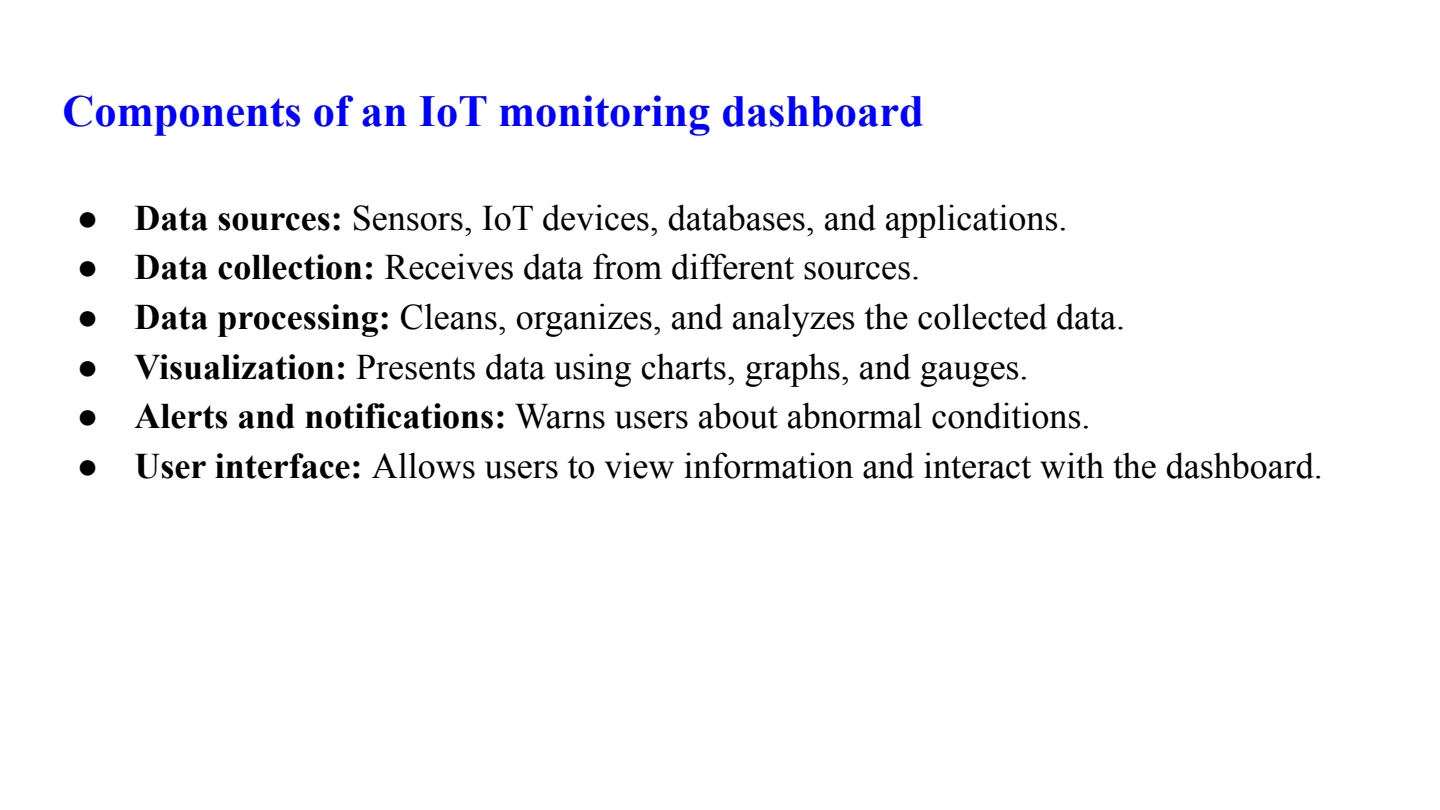 Components of an IoT monitoring dashboard
● Data sources: Sensors, IoT devices, databases, and applications.
● Data collection: Receives data from different sources.
● Data processing: Cleans, organizes, and analyzes the collected data.
● Visualization: Presents data using charts, graphs, and gauges.
● Alerts and notifications: Warns users about abnormal conditions.
● User interface: Allows users to view information and interact with the dashboard.